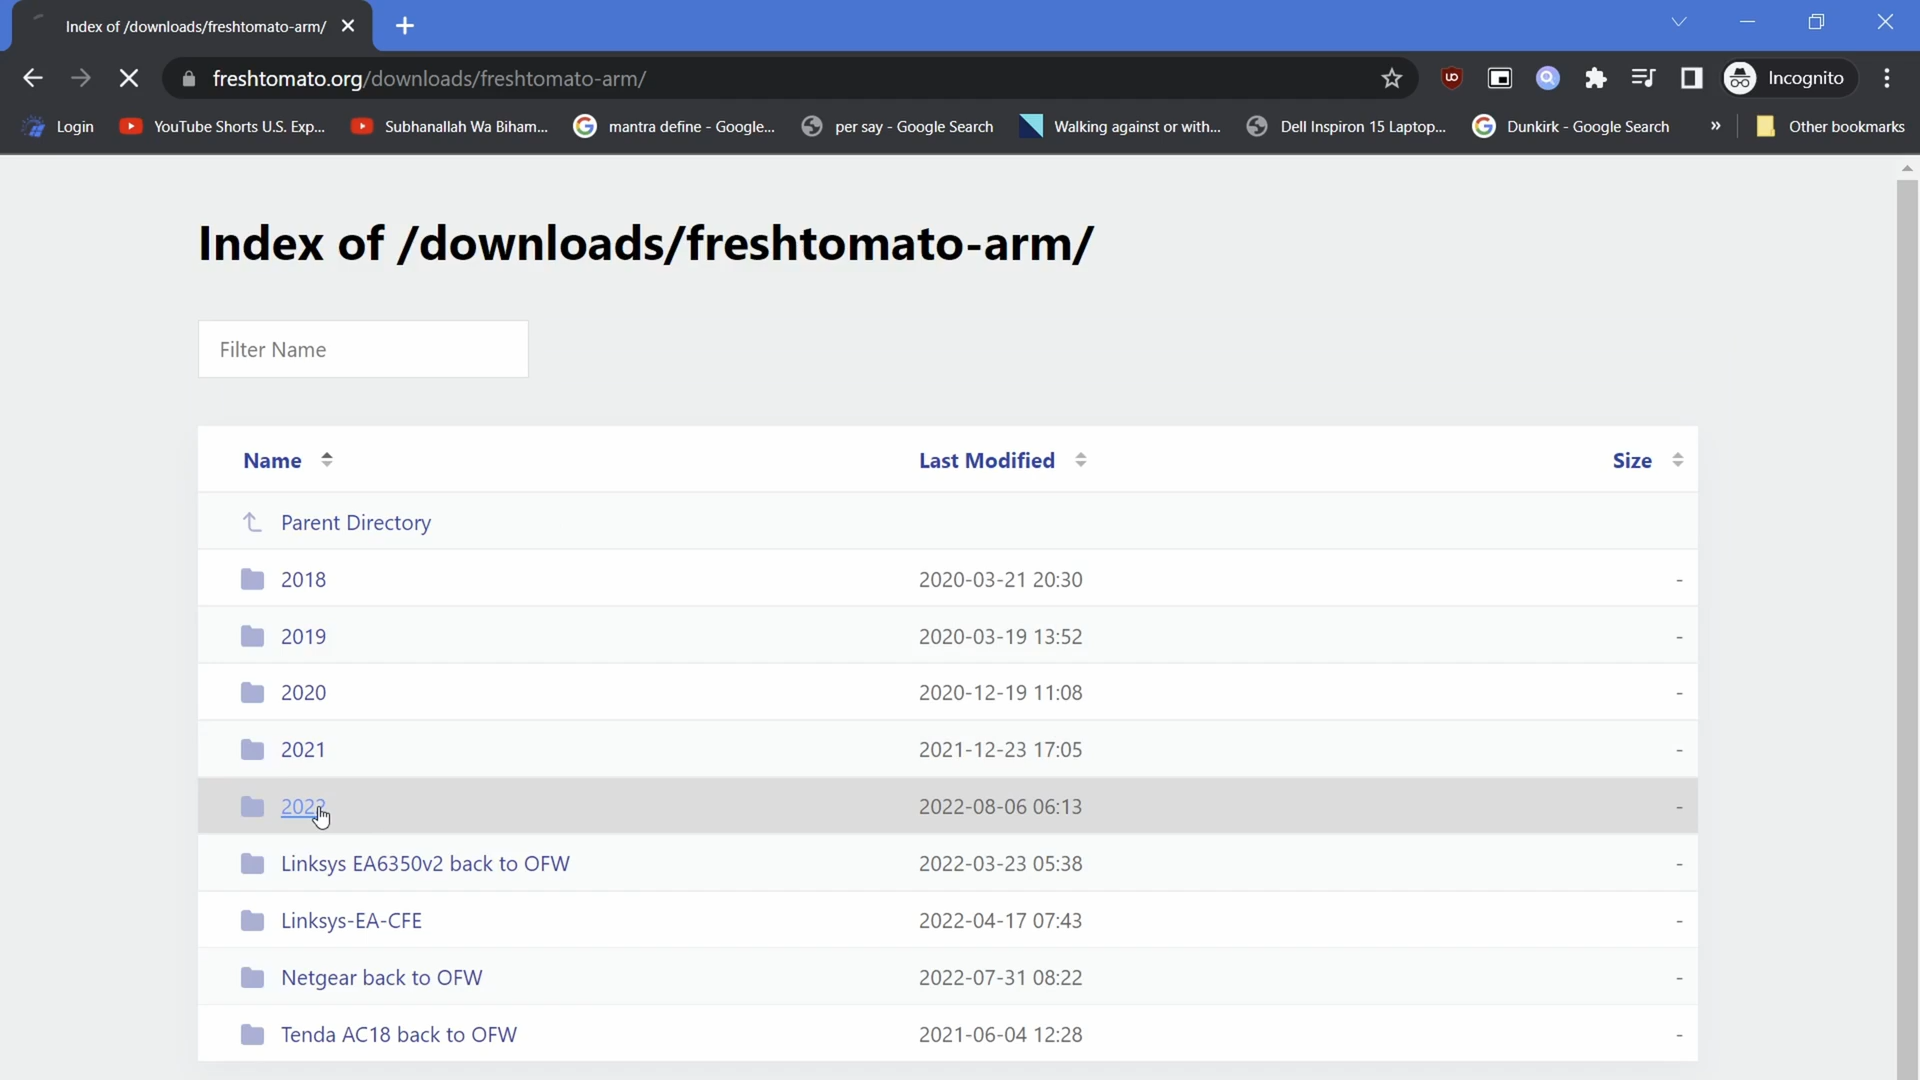 Index of /downloads/freshtomato-arm/
freshtomato.org/downloads/freshtomato-arm/
Incognito
Login
YouTube Shorts U.S. Exp...
Subhanallah Wa Biham...
mantra define - Google...
per say - Google Search
Walking against or with...
Dell Inspiron 15 Laptop...
Dunkirk - Google Search
»
Other bookmarks
Index of /downloads/freshtomato-arm/
Filter Name
Name Last Modified Size
Parent Directory
2018 2020-03-21 20:30 -
2019 2020-03-19 13:52 -
2020 2020-12-19 11:08 -
2021 2021-12-23 17:05 -
2022 2022-08-06 06:13 -
Linksys EA6350v2 back to OFW 2022-03-23 05:38 -
Linksys-EA-CFE 2022-04-17 07:43 -
Netgear back to OFW 2022-07-31 08:22 -
Tenda AC18 back to OFW 2021-06-04 12:28 -